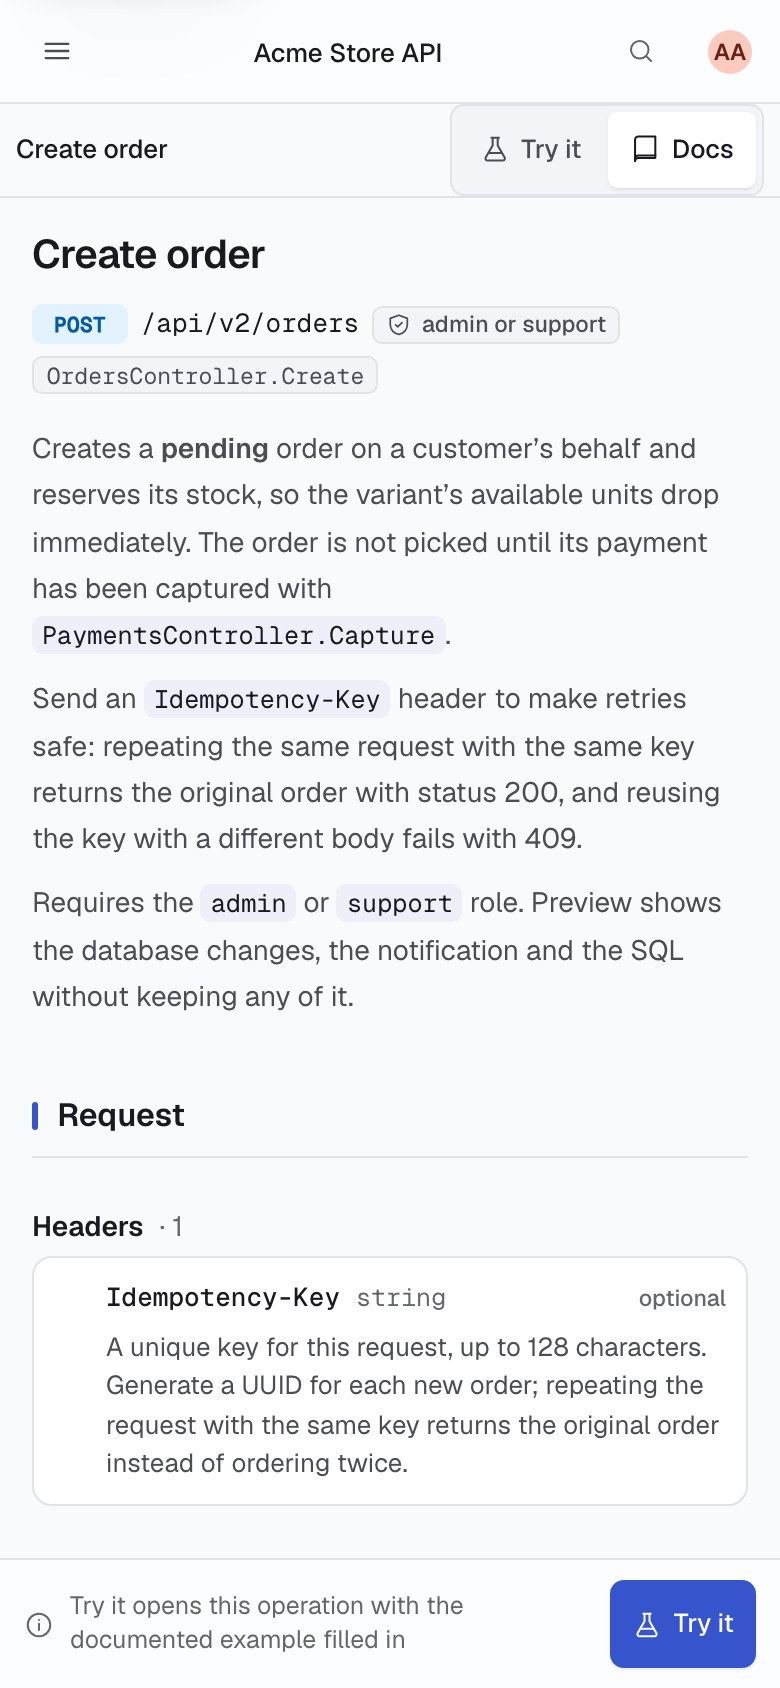 Acme Store API
AA
Create order
Try it
Docs
Create order
POST /api/v2/orders admin or support
OrdersController.Create
Creates a pending order on a customer’s behalf and
reserves its stock, so the variant’s available units drop
immediately. The order is not picked until its payment
has been captured with
PaymentsController.Capture.
Send an Idempotency-Key header to make retries
safe: repeating the same request with the same key
returns the original order with status 200, and reusing
the key with a different body fails with 409.
Requires the admin or support role. Preview shows
the database changes, the notification and the SQL
without keeping any of it.
Request
Headers · 1
Idempotency-Key string optional
A unique key for this request, up to 128 characters.
Generate a UUID for each new order; repeating the
request with the same key returns the original order
instead of ordering twice.
Try it opens this operation with the
documented example filled in
Try it